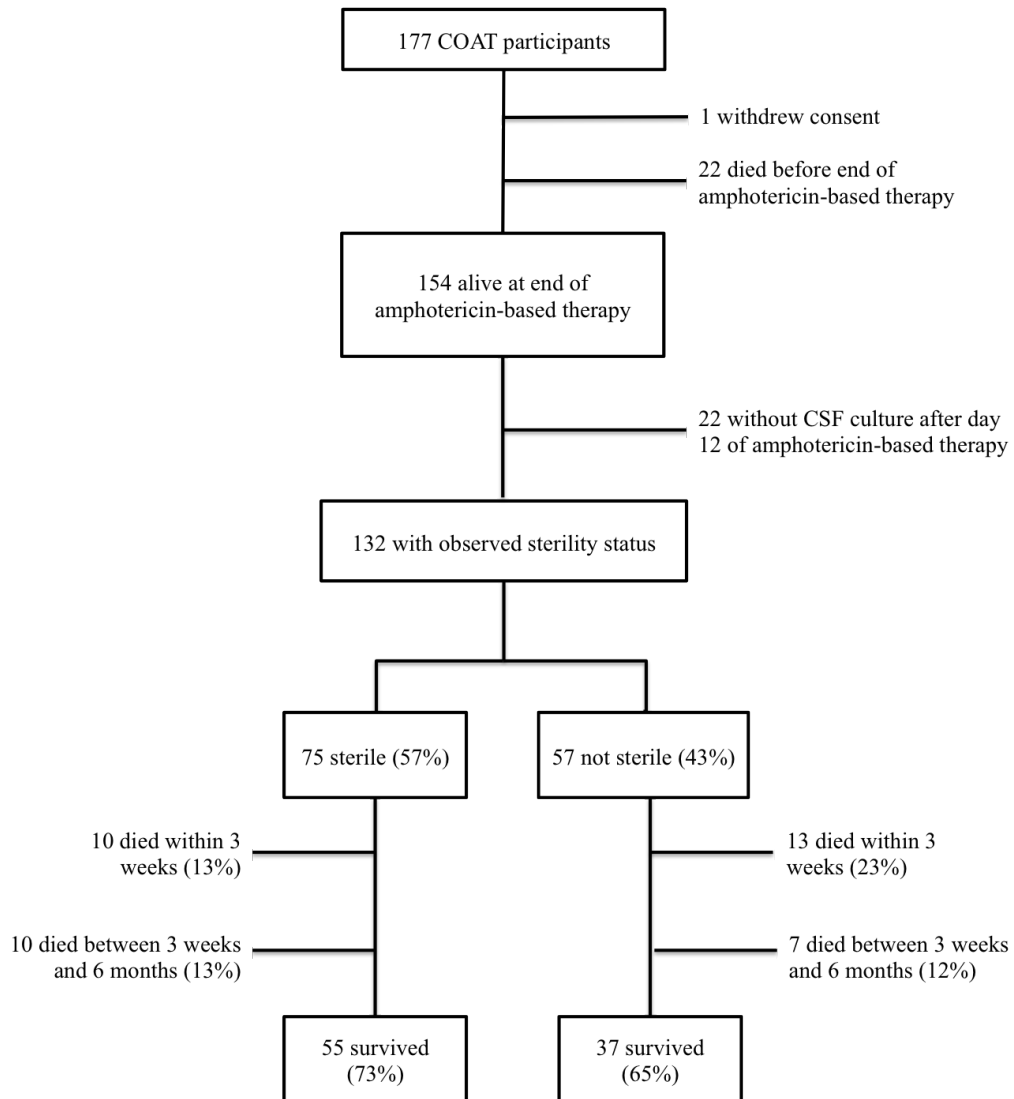 177 COAT participants
1 withdrew consent
22 died before end of
amphotericin-based therapy
154 alive at end of
amphotericin-based therapy
22 without CSF culture after day
12 of amphotericin-based therapy
132 with observed sterility status
75 sterile (57%)
57 not sterile (43%)
10 died within 3
weeks (13%)
13 died within 3
weeks (23%)
10 died between 3 weeks
and 6 months (13%)
7 died between 3 weeks
and 6 months (12%)
55 survived
(73%)
37 survived
(65%)